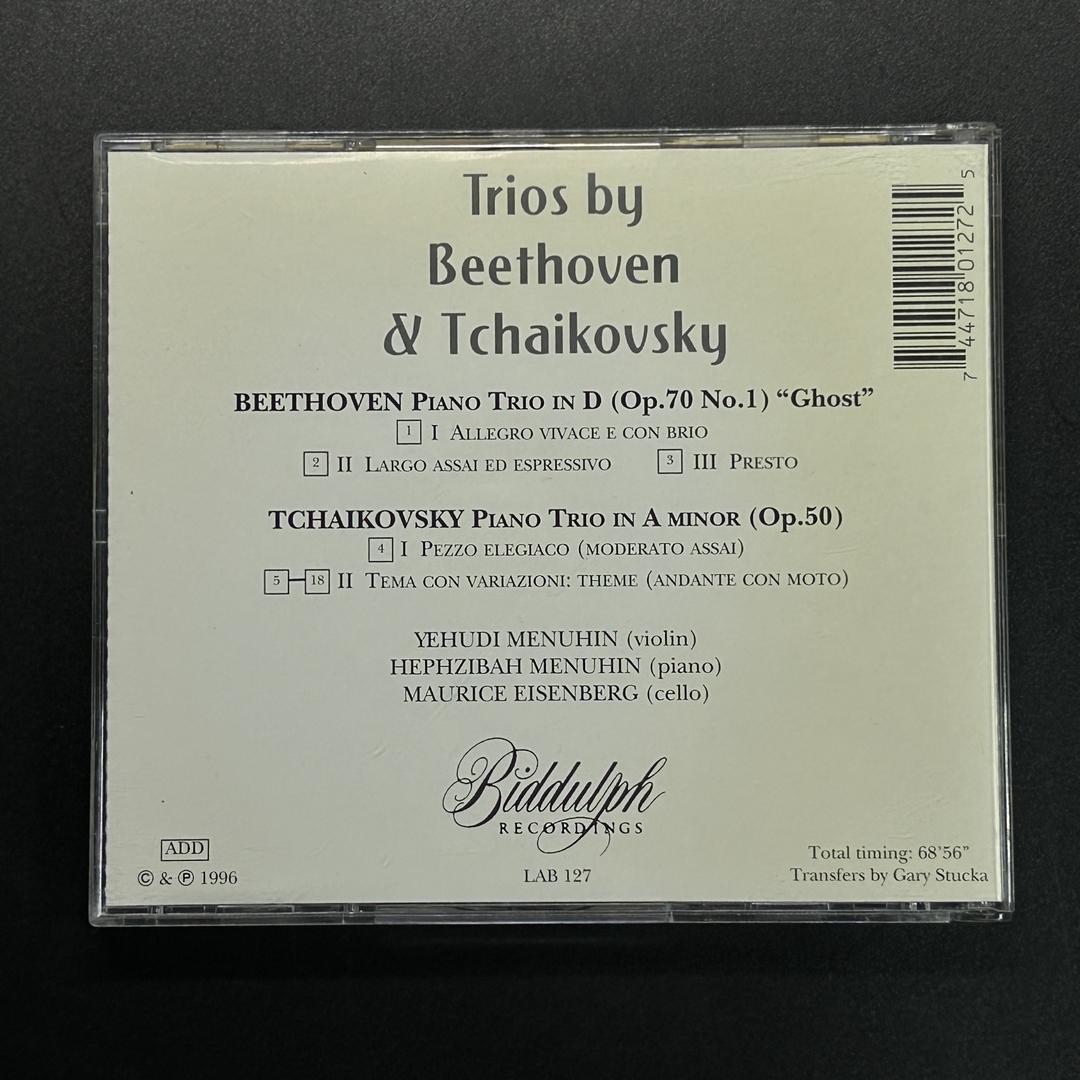 Trios by
Beethoven
& Tchaikovsky
7 44718 01272 5
BEETHOVEN PIANO TRIO IN D (Op.70 No.1) “Ghost”
1 I ALLEGRO VIVACE E CON BRIO
2 II LARGO ASSAI ED ESPRESSIVO 3 III PRESTO
TCHAIKOVSKY PIANO TRIO IN A MINOR (Op.50)
4 I PEZZO ELEGIACO (MODERATO ASSAI)
5—18 II TEMA CON VARIAZIONI: THEME (ANDANTE CON MOTO)
YEHUDI MENUHIN (violin)
HEPHZIBAH MENUHIN (piano)
MAURICE EISENBERG (cello)
Biddulph
RECORDINGS
ADD
© & ℗ 1996
LAB 127
Total timing: 68’56”
Transfers by Gary Stucka